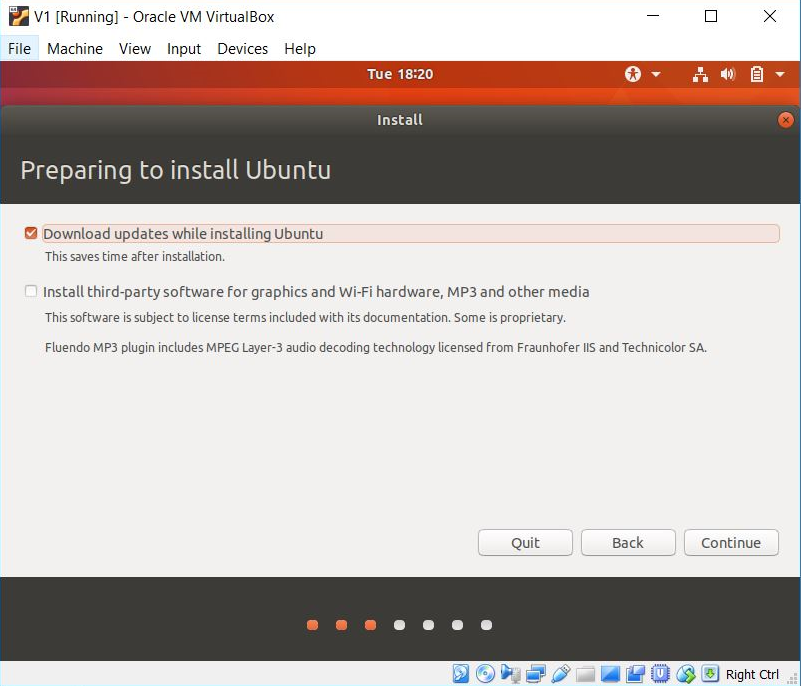 V1 [Running] - Oracle VM VirtualBox
File Machine View Input Devices Help
Tue 18:20
Install
Preparing to install Ubuntu
Download updates while installing Ubuntu
This saves time after installation.
Install third-party software for graphics and Wi-Fi hardware, MP3 and other media
This software is subject to license terms included with its documentation. Some is proprietary.
Fluendo MP3 plugin includes MPEG Layer-3 audio decoding technology licensed from Fraunhofer IIS and Technicolor SA.
Quit Back Continue
Right Ctrl